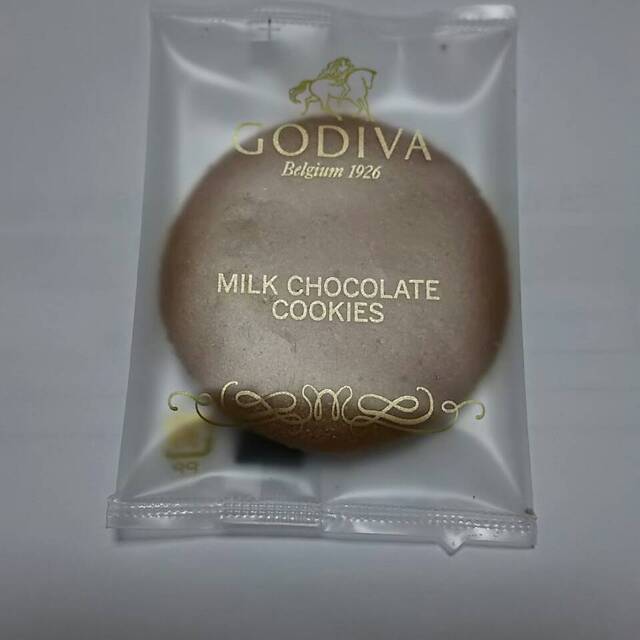 GODIVA
Belgium 1926
MILK CHOCOLATE
COOKIES